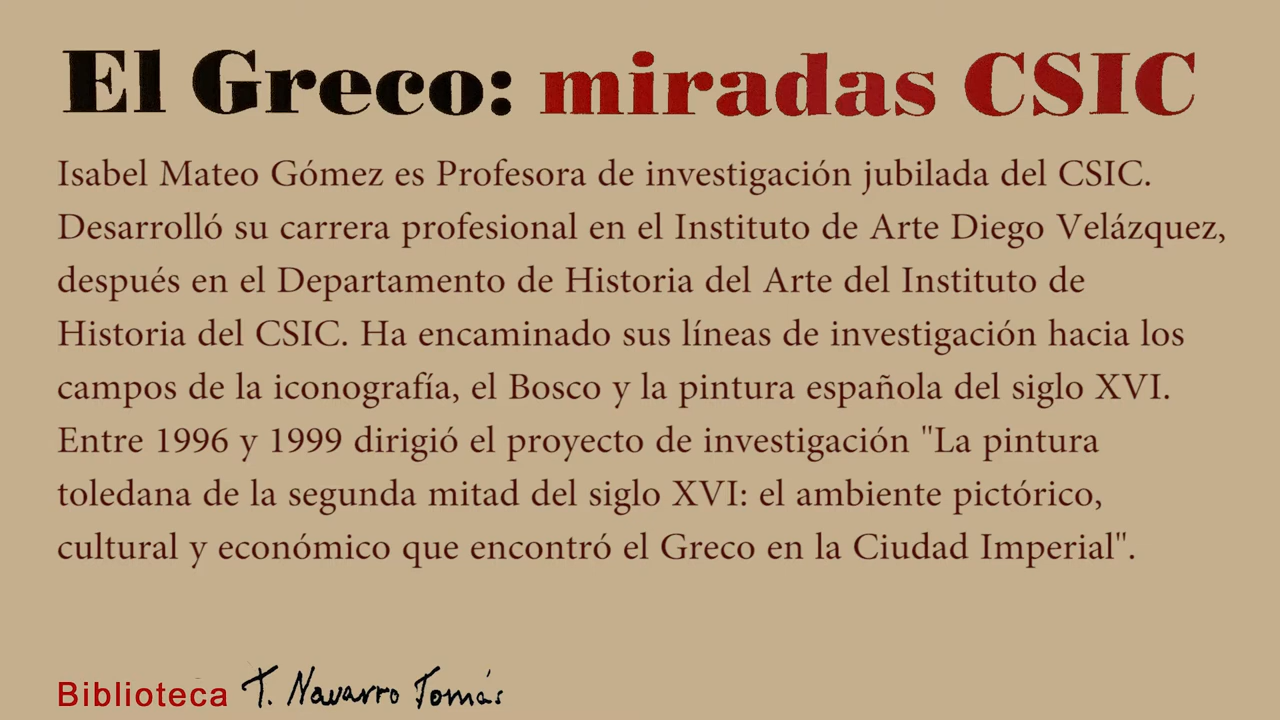 El Greco: miradas CSIC
Isabel Mateo Gómez es Profesora de investigación jubilada del CSIC.
Desarrolló su carrera profesional en el Instituto de Arte Diego Velázquez,
después en el Departamento de Historia del Arte del Instituto de
Historia del CSIC. Ha encaminado sus líneas de investigación hacia los
campos de la iconografía, el Bosco y la pintura española del siglo XVI.
Entre 1996 y 1999 dirigió el proyecto de investigación "La pintura
toledana de la segunda mitad del siglo XVI: el ambiente pictórico,
cultural y económico que encontró el Greco en la Ciudad Imperial".
Biblioteca T. Navarro Tomás